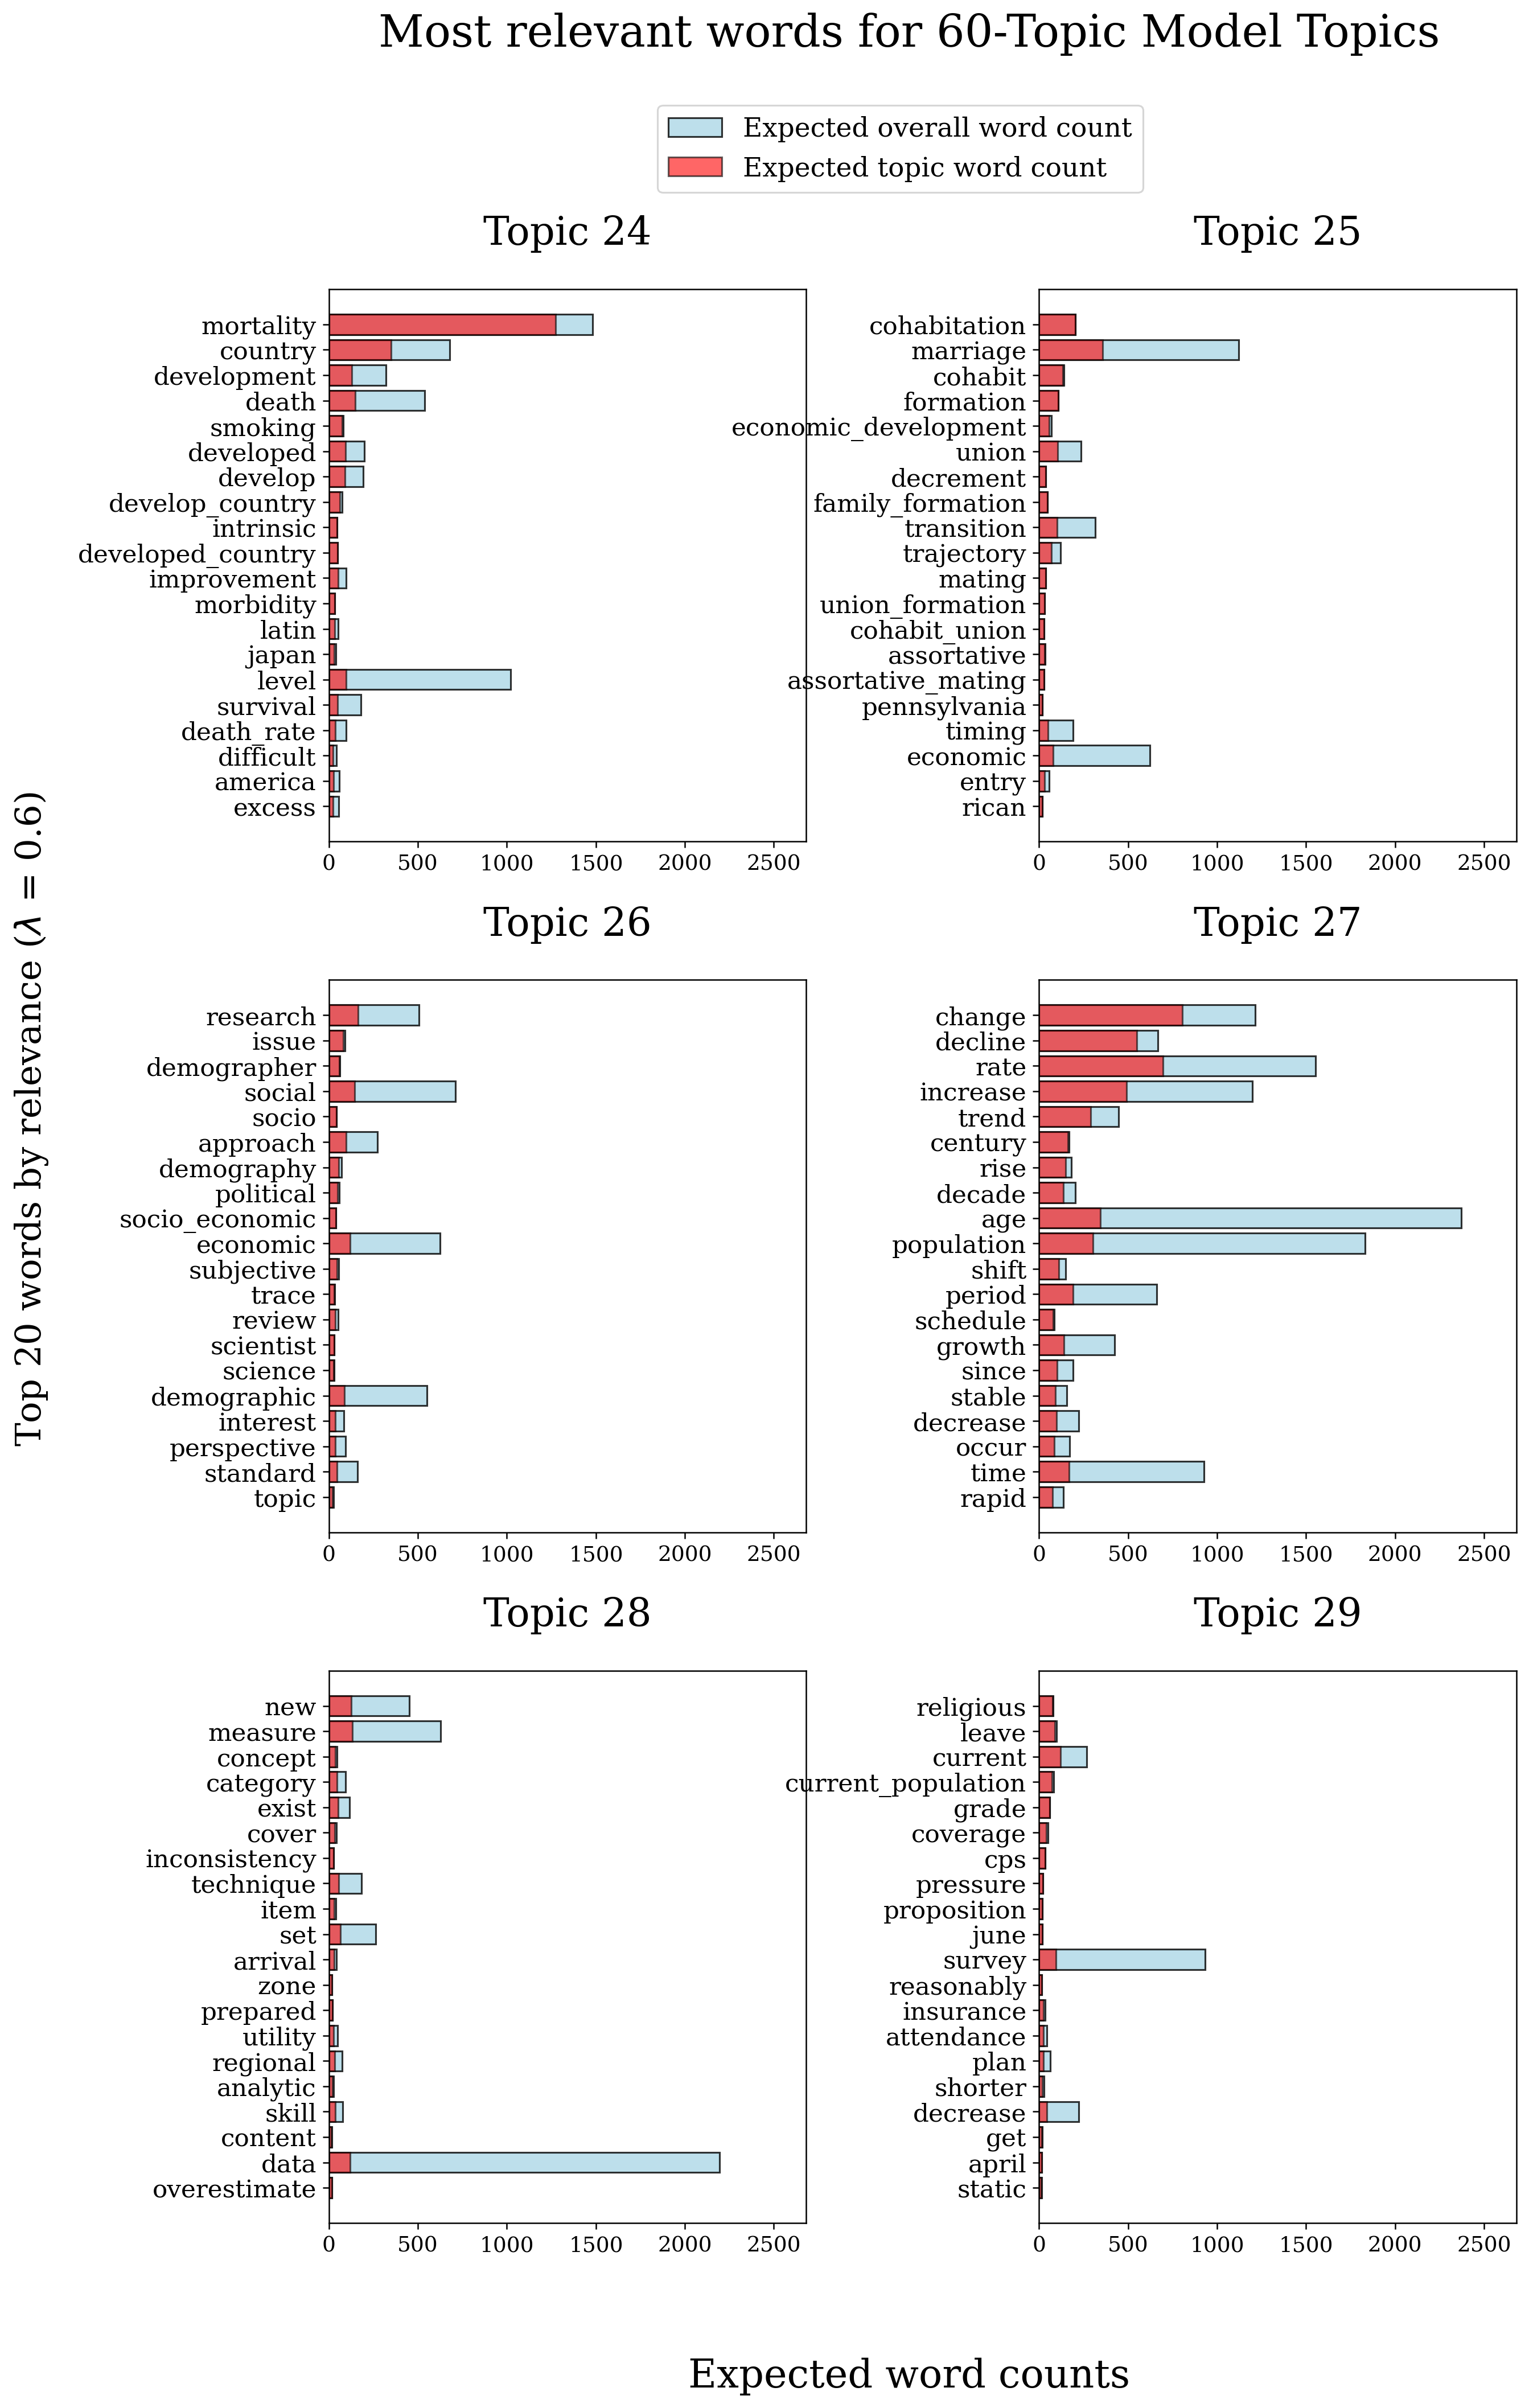 Most relevant words for 60-Topic Model Topics
Expected overall word count
Expected topic word count
Top 20 words by relevance (λ = 0.6)
Topic 24
mortality
country
development
death
smoking
developed
develop
develop_country
intrinsic
developed_country
improvement
morbidity
latin
japan
level
survival
death_rate
difficult
america
excess
0 500 1000 1500 2000 2500
Topic 25
cohabitation
marriage
cohabit
formation
economic_development
union
decrement
family_formation
transition
trajectory
mating
union_formation
cohabit_union
assortative
assortative_mating
pennsylvania
timing
economic
entry
rican
0 500 1000 1500 2000 2500
Topic 26
research
issue
demographer
social
socio
approach
demography
political
socio_economic
economic
subjective
trace
review
scientist
science
demographic
interest
perspective
standard
topic
0 500 1000 1500 2000 2500
Topic 27
change
decline
rate
increase
trend
century
rise
decade
age
population
shift
period
schedule
growth
since
stable
decrease
occur
time
rapid
0 500 1000 1500 2000 2500
Topic 28
new
measure
concept
category
exist
cover
inconsistency
technique
item
set
arrival
zone
prepared
utility
regional
analytic
skill
content
data
overestimate
0 500 1000 1500 2000 2500
Topic 29
religious
leave
current
current_population
grade
coverage
cps
pressure
proposition
june
survey
reasonably
insurance
attendance
plan
shorter
decrease
get
april
static
0 500 1000 1500 2000 2500
Expected word counts